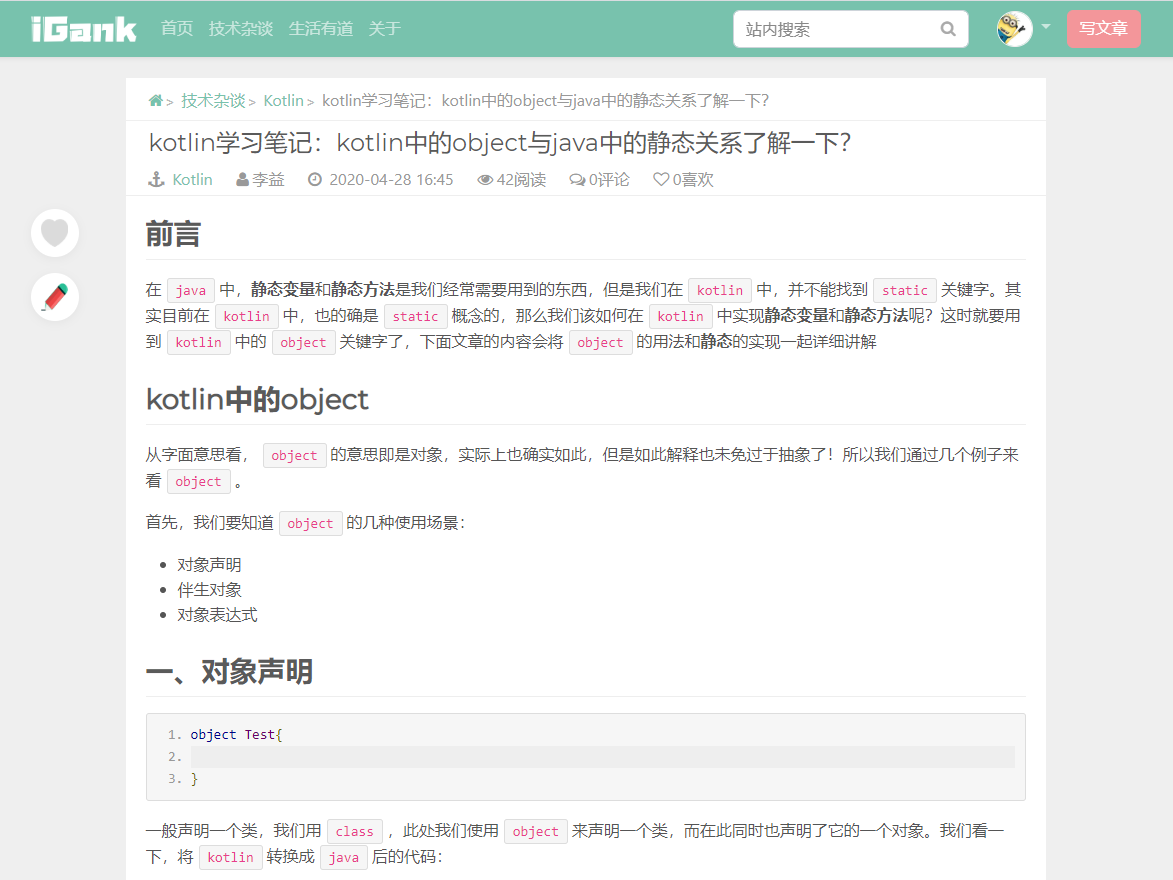 iGank 首页 技术杂谈 生活有道 关于 站内搜索 写文章
> 技术杂谈 > Kotlin > kotlin学习笔记：kotlin中的object与java中的静态关系了解一下？
kotlin学习笔记：kotlin中的object与java中的静态关系了解一下？
Kotlin 李益 2020-04-28 16:45 42阅读 0评论 0喜欢
前言
在 java 中，静态变量和静态方法是我们经常需要用到的东西，但是我们在 kotlin 中，并不能找到 static 关键字。其
实目前在 kotlin 中，也的确是 static 概念的，那么我们该如何在 kotlin 中实现静态变量和静态方法呢？这时就要用
到 kotlin 中的 object 关键字了，下面文章的内容会将 object 的用法和静态的实现一起详细讲解
kotlin中的object
从字面意思看， object 的意思即是对象，实际上也确实如此，但是如此解释也未免过于抽象了！所以我们通过几个例子来
看 object 。
首先，我们要知道 object 的几种使用场景：
• 对象声明
• 伴生对象
• 对象表达式
一、对象声明
1. object Test{
2.
3. }
一般声明一个类，我们用 class ，此处我们使用 object 来声明一个类，而在此同时也声明了它的一个对象。我们看一
下，将 kotlin 转换成 java 后的代码：